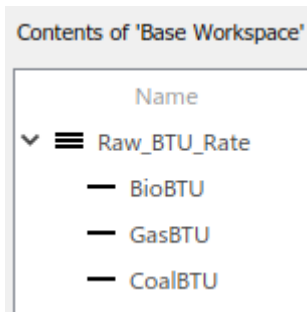 Contents of 'Base Workspace'
Name
Raw_BTU_Rate
BioBTU
GasBTU
CoalBTU